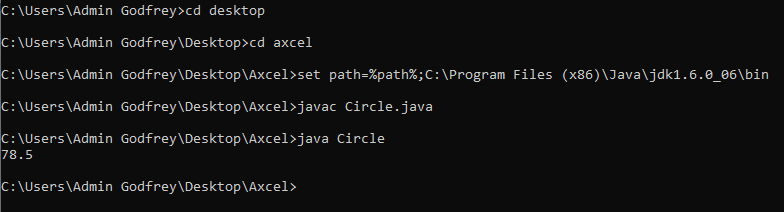 C:\Users\Admin Godfrey>cd desktop
C:\Users\Admin Godfrey\Desktop>cd axcel
C:\Users\Admin Godfrey\Desktop\Axcel>set path=%path%;C:\Program Files (x86)\Java\jdk1.6.0_06\bin
C:\Users\Admin Godfrey\Desktop\Axcel>javac Circle.java
C:\Users\Admin Godfrey\Desktop\Axcel>java Circle
78.5
C:\Users\Admin Godfrey\Desktop\Axcel>